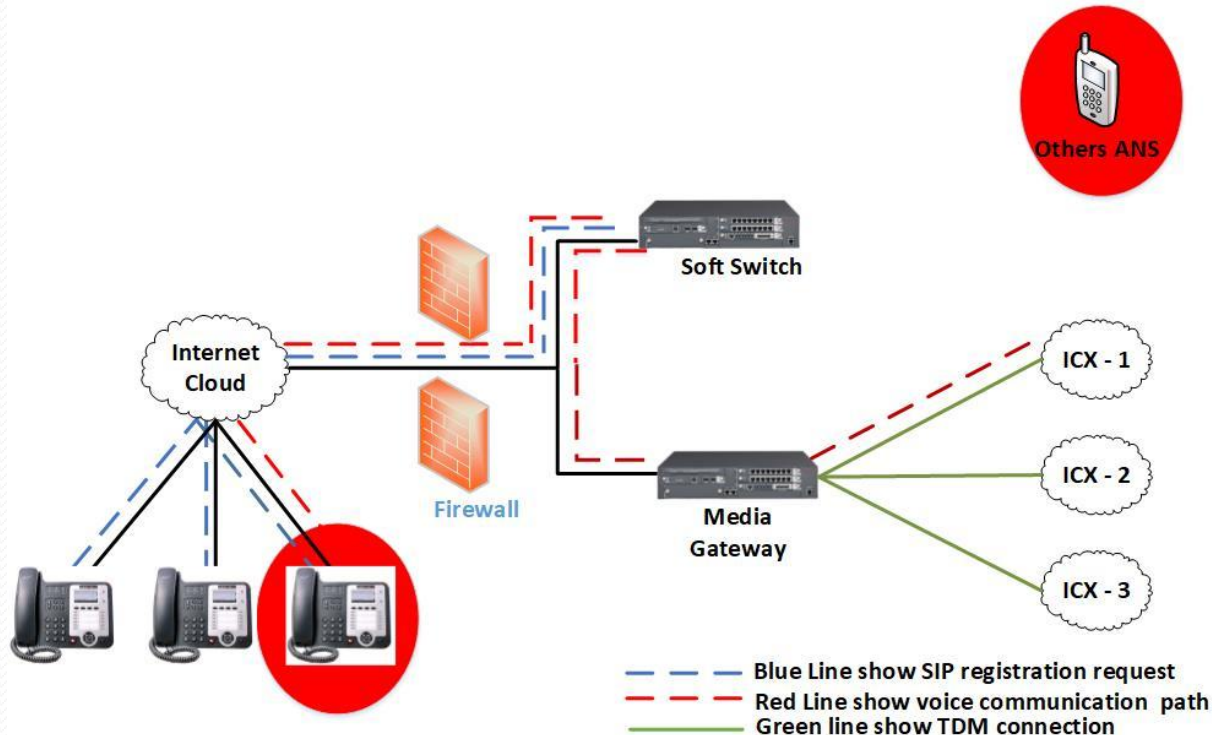 Others ANS
Soft Switch
Internet
Cloud
ICX - 1
ICX - 2
Firewall
Media
Gateway
ICX - 3
Blue Line show SIP registration request
Red Line show voice communication path
Green line show TDM connection